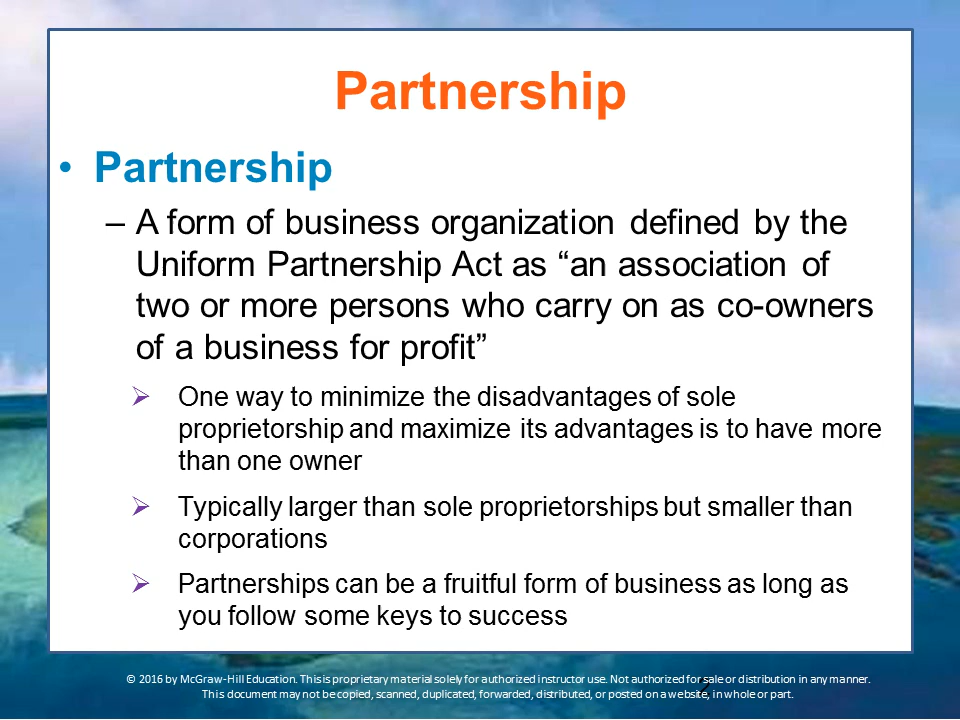 Partnership
• Partnership
– A form of business organization defined by the
Uniform Partnership Act as “an association of
two or more persons who carry on as co-owners
of a business for profit”
➢ One way to minimize the disadvantages of sole
proprietorship and maximize its advantages is to have more
than one owner
➢ Typically larger than sole proprietorships but smaller than
corporations
➢ Partnerships can be a fruitful form of business as long as
you follow some keys to success
© 2016 by McGraw-Hill Education. This is proprietary material solely for authorized instructor use. Not authorized for sale or distribution in any manner.
This document may not be copied, scanned, duplicated, forwarded, distributed, or posted on a website, in whole or part.